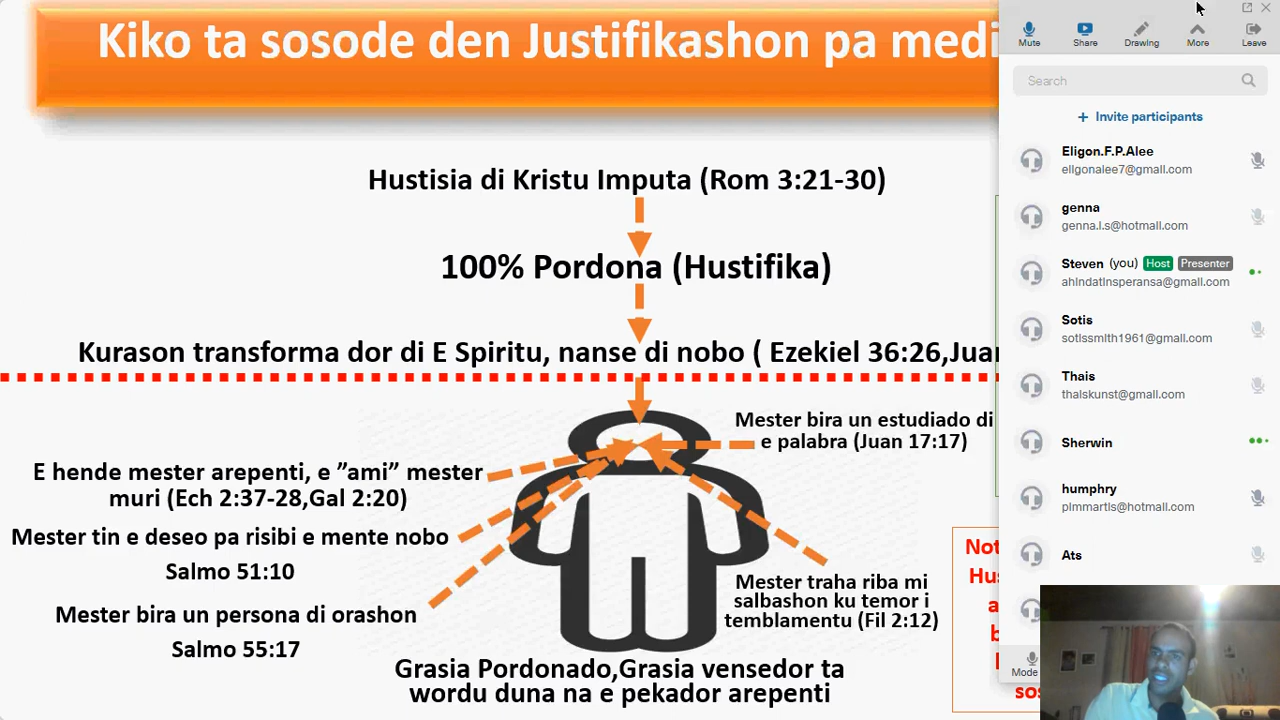 Kiko ta sosode den Justifikashon pa medi
Hustisia di Kristu Imputa (Rom 3:21-30)
100% Pordona (Hustifika)
Kurason transforma dor di E Spiritu, nanse di nobo ( Ezekiel 36:26,Juan
Mester bira un estudiado di
e palabra (Juan 17:17)
E hende mester arepenti, e ”ami” mester
muri (Ech 2:37-28,Gal 2:20)
Mester tin e deseo pa risibi e mente nobo
Salmo 51:10
Mester bira un persona di orashon
Salmo 55:17
Mester traha riba mi
salbashon ku temor i
temblamentu (Fil 2:12)
Grasia Pordonado,Grasia vensedor ta
wordu duna na e pekador arepenti
Mute
Share
Drawing
More
Leave
Search
+ Invite participants
Eligon.F.P.Alee
eligonalee7@gmail.com
genna
genna.l.s@hotmail.com
Steven (you) Host Presenter
ahindatinsperansa@gmail.com
Sotis
sotissmith1961@gmail.com
Thais
thaiskunst@gmail.com
Sherwin
humphry
pimmartis@hotmail.com
Ats
Mode